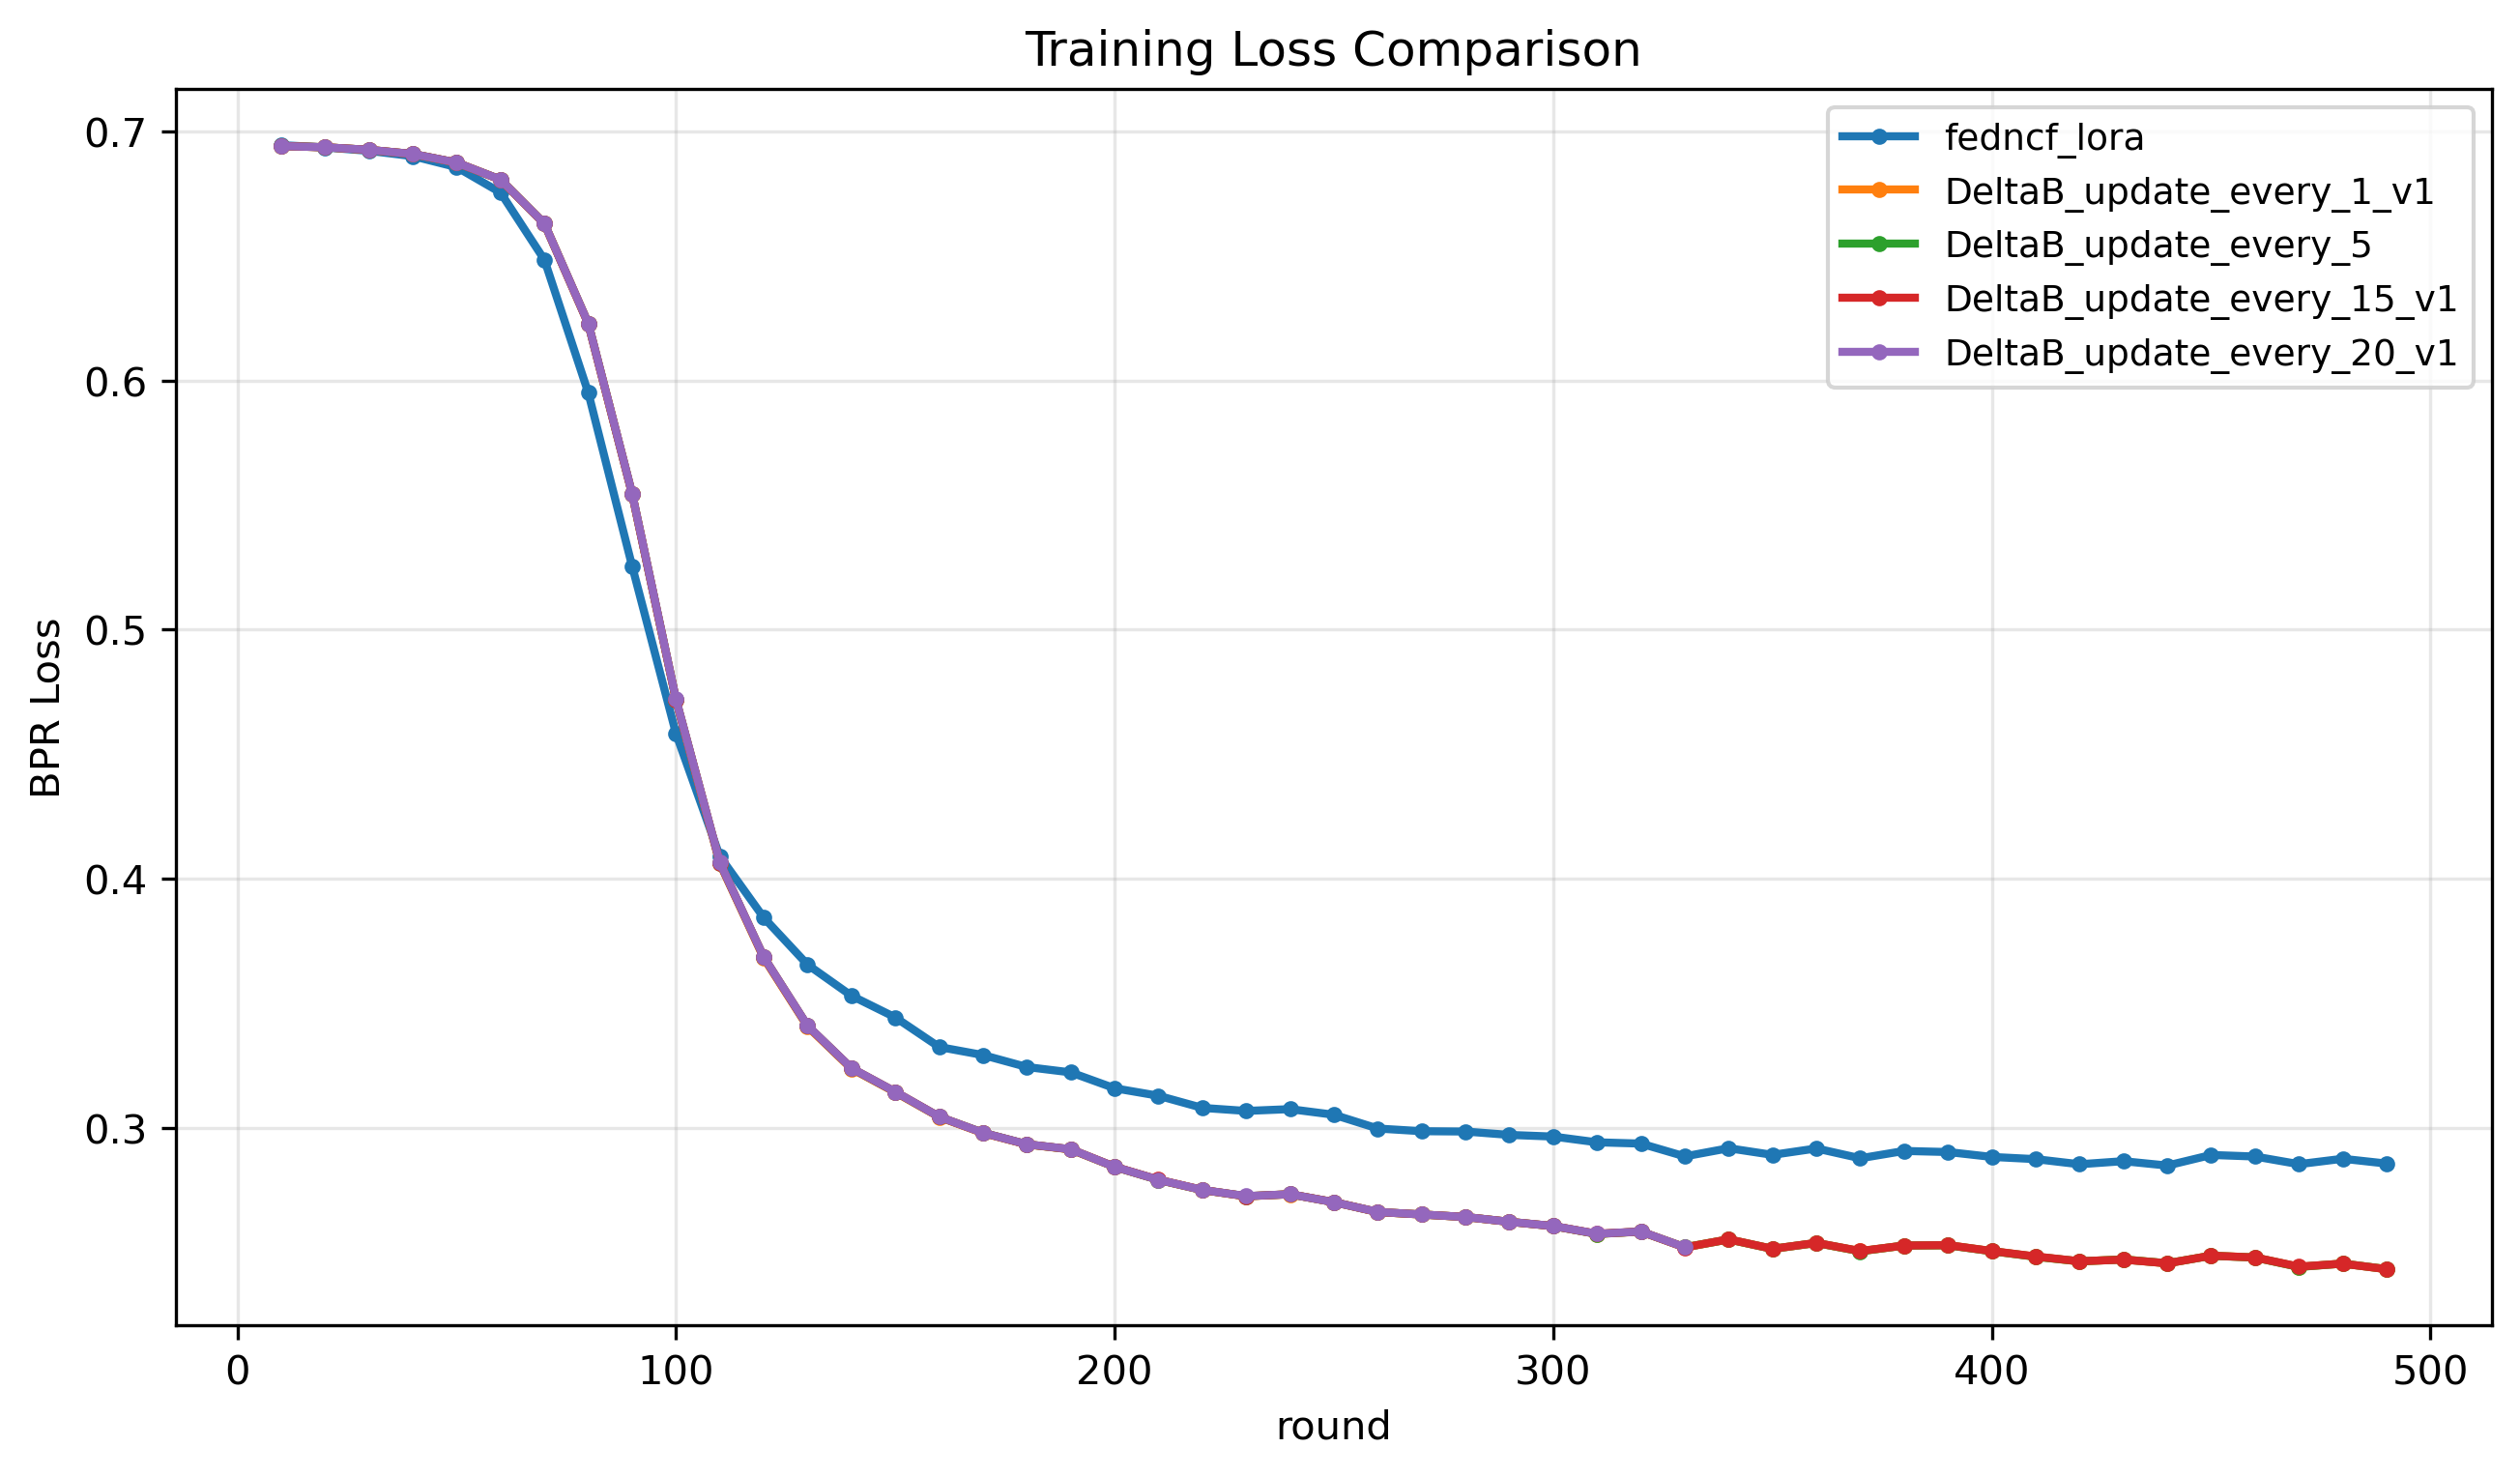 Training Loss Comparison
fedncf_lora
DeltaB_update_every_1_v1
DeltaB_update_every_5
DeltaB_update_every_15_v1
DeltaB_update_every_20_v1
BPR Loss
0.7
0.6
0.5
0.4
0.3
0 100 200 300 400 500
round